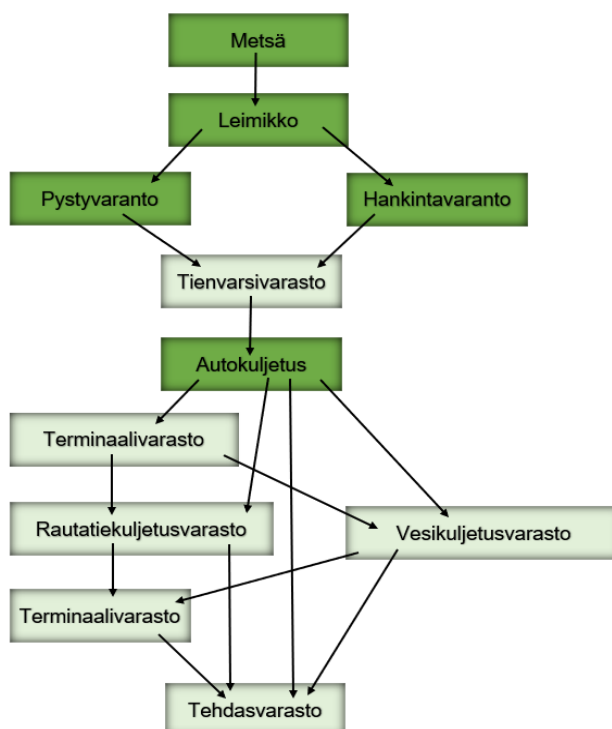 Metsä
Leimikko
Pystyvaranto
Hankintavaranto
Tienvarsivarasto
Autokuljetus
Terminaalivarasto
Rautatiekuljetusvarasto
Vesikuljetusvarasto
Terminaalivarasto
Tehdasvarasto